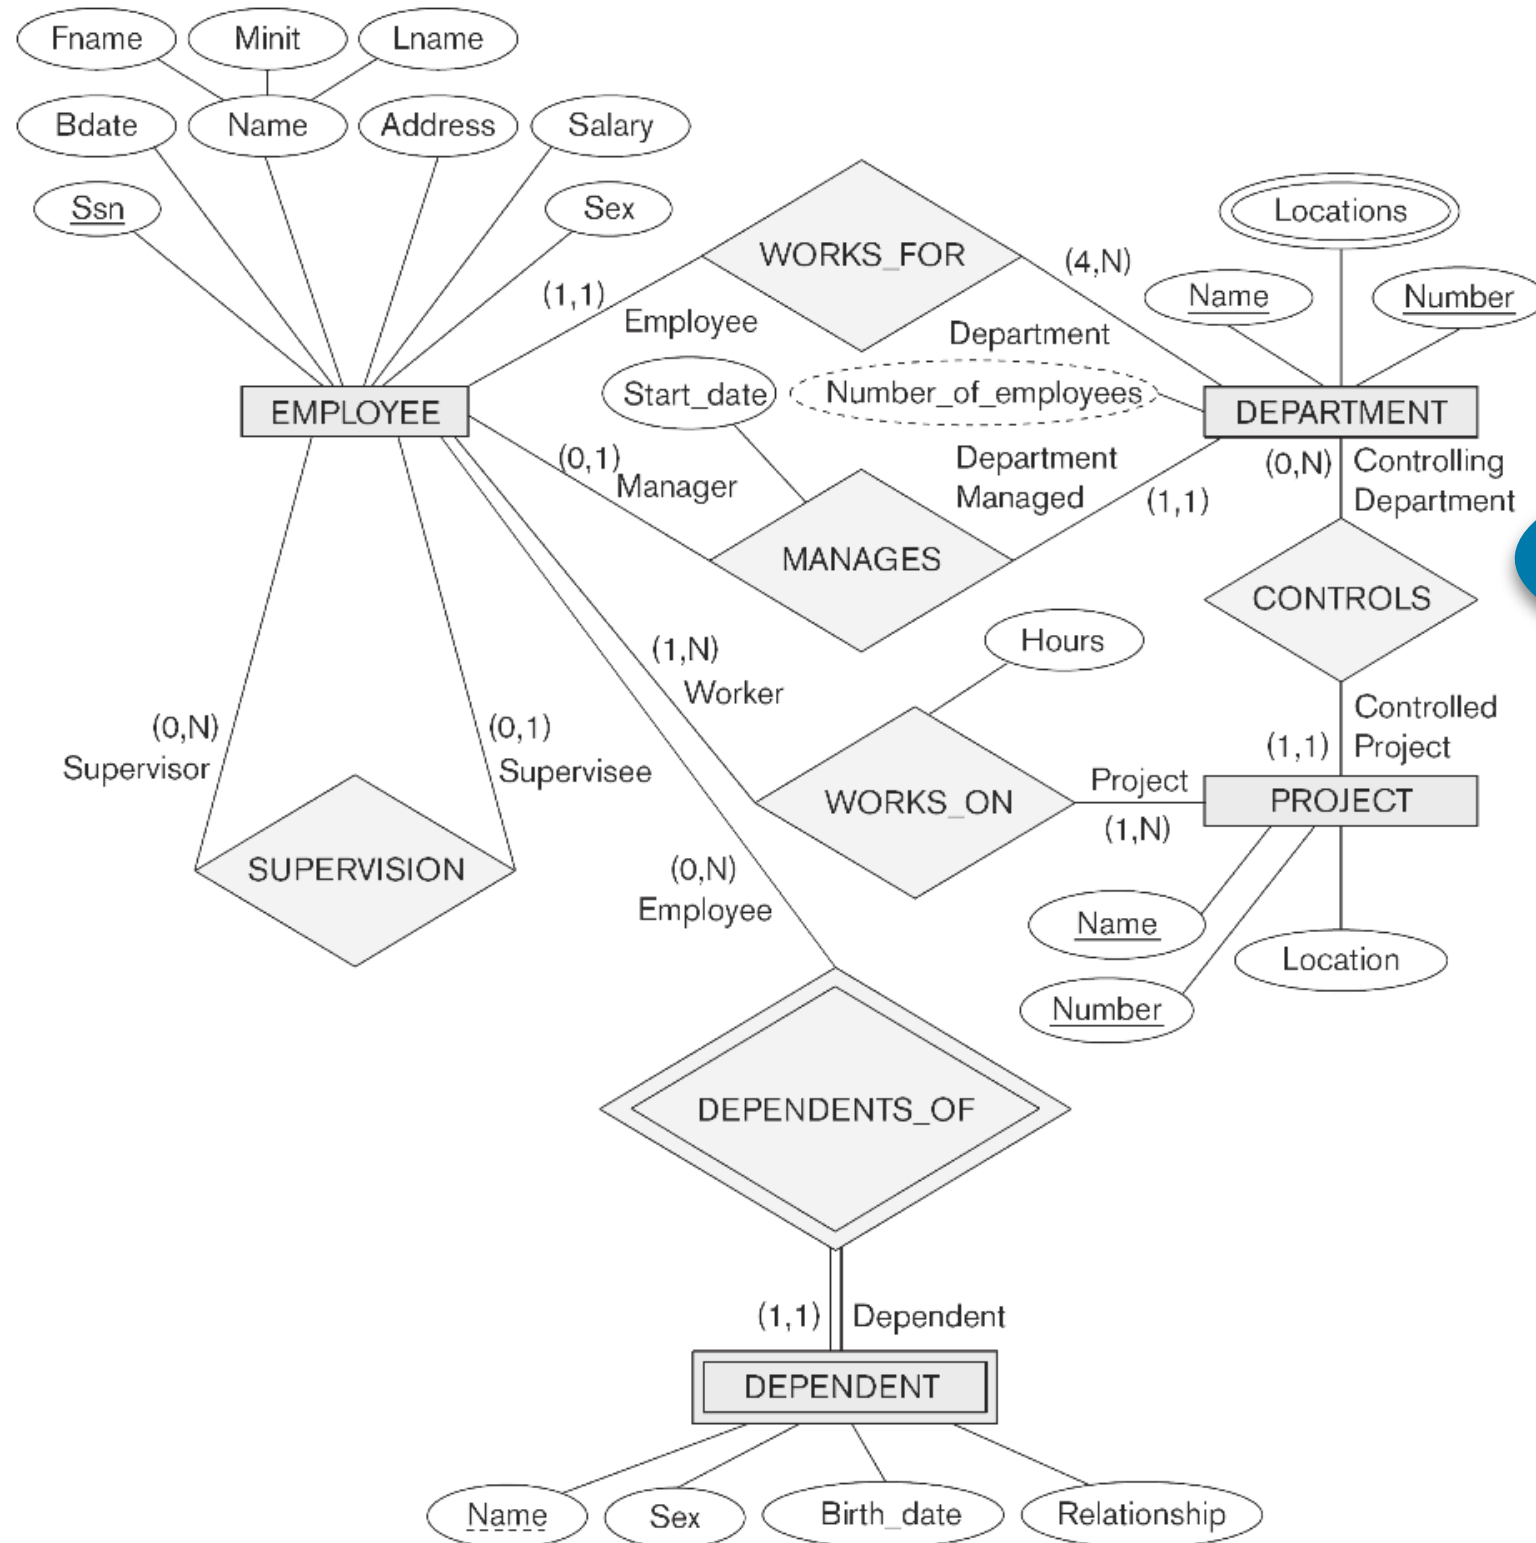 Fname
Minit
Lname
Bdate
Name
Address
Salary
Ssn
Sex
WORKS_FOR
(4,N)
Locations
Name
Number
(1,1)
Employee
Department
Start_date
Number_of_employees
EMPLOYEE
DEPARTMENT
(0,1)
Manager
Department
Managed
(1,1)
(0,N)
Controlling
Department
MANAGES
CONTROLS
Hours
(1,N)
Worker
(0,N)
Supervisor
(0,1)
Supervisee
Controlled
Project
(1,1)
Project
(1,N)
WORKS_ON
PROJECT
SUPERVISION
(0,N)
Employee
Name
Location
Number
DEPENDENTS_OF
(1,1)
Dependent
DEPENDENT
Name
Sex
Birth_date
Relationship